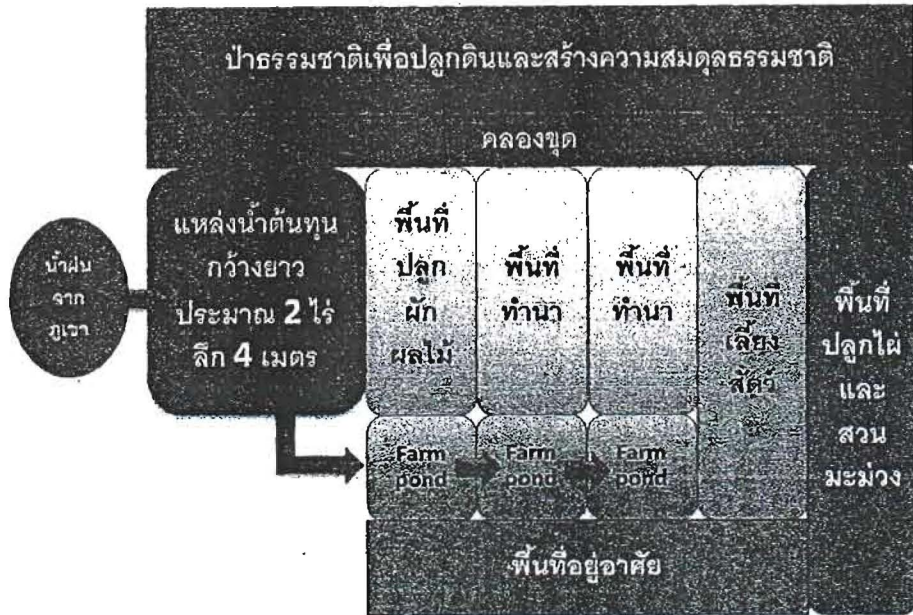 ป่าธรรมชาติเพื่อปลูกดินและสร้างความสมดุลธรรมชาติ
คลองขุด
น้ำฝน
จาก
ภูเขา
แหล่งน้ำต้นทุน
กว้างยาว
ประมาณ 2 ไร่
ลึก 4 เมตร
พื้นที่
ปลูก
ผัก
ผลไม้
พื้นที่
ทำนา
พื้นที่
ทำนา
พื้นที่
เลี้ยง
สัตว์
พื้นที่
ปลูกไผ่
และ
สวน
มะม่วง
Farm
pond
Farm
pond
Farm
pond
พื้นที่อยู่อาศัย